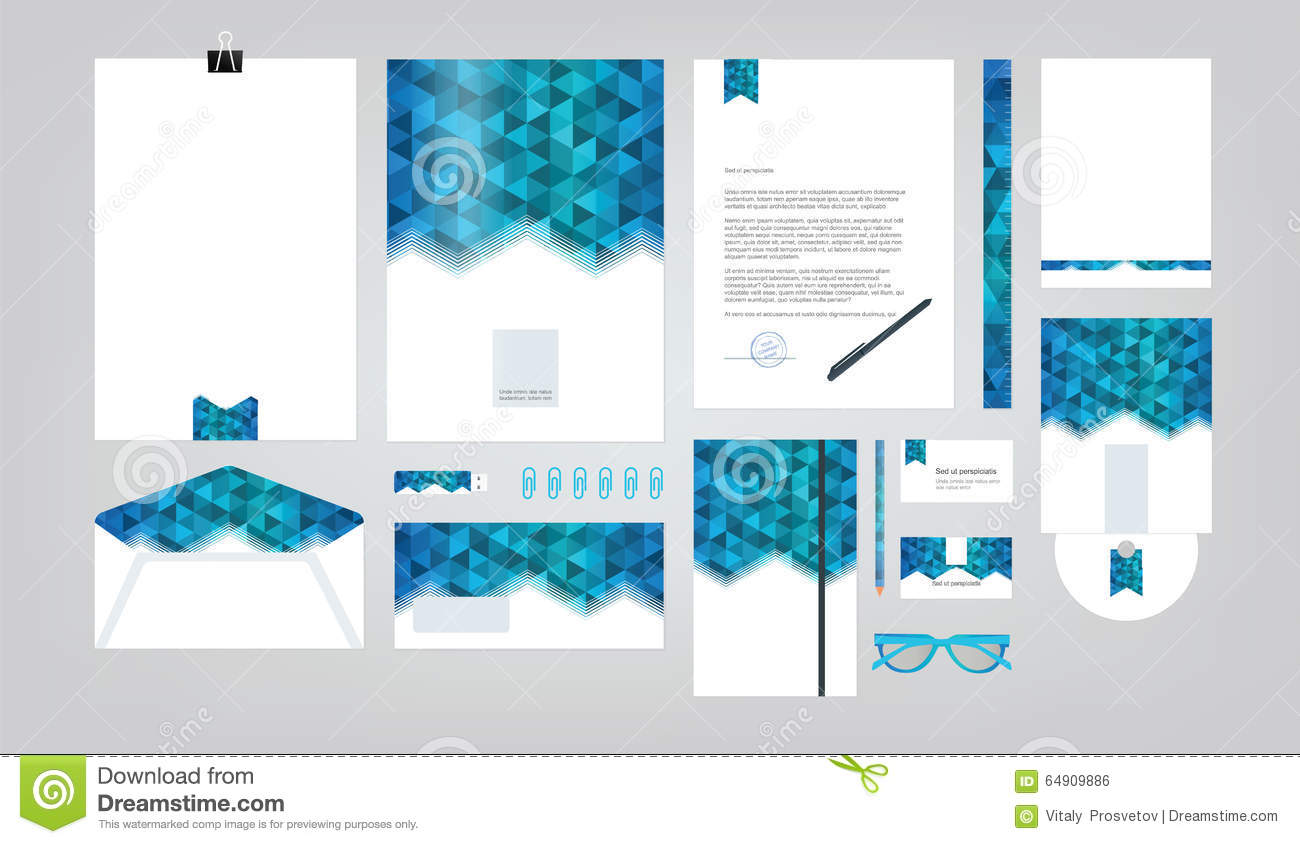 Sed ut perspiciatis
Unsui omnis iste natus error sit voluptatem accusantium doloremque
laudantium, totam rem aperiam eaque ipsa, quae ab illo inventore
veritatis et quasi architecto beatae vitae dicta sunt, explicabo
Nemo enim ipsam voluptatem, quia voluptas sit, aspernatur aut odit
aut fugit, sed quia consequuntur magni dolores eos, qui ratione
voluptatem sequi nesciunt, neque porro quisquam est, qui dolorem
ipsum, quia dolor sit, amet, consectetur, adipisci velit, sed quia non
numquam eius modi tempora incidunt, ut labore et dolore magnam
aliquam quaerat voluptatem.
Ut enim ad minima veniam, quis nostrum exercitationem ullam
corporis suscipit laboriosam, nisi ut aliquid ex ea commodi
consequatur? Quis autem vel eum iure reprehenderit, qui in ea
voluptate velit esse, quam nihil molestiae consequatur, vel illum, qui
dolorem eum fugiat, quo voluptas nulla pariatur?
At vero eos et accusamus et iusto odio dignissimos ducimus, qui
YOUR
COMPANY
NAME
Unde omnis iste natus
laudantium, totam rem
Sed ut perspiciatis
Unde omnis iste natus error
iste natus error
Sed ut perspiciatis
dreamstime
Download from
Dreamstime.com
This watermarked comp image is for previewing purposes only.
ID 64909886
© Vitaly Prosvetov | Dreamstime.com